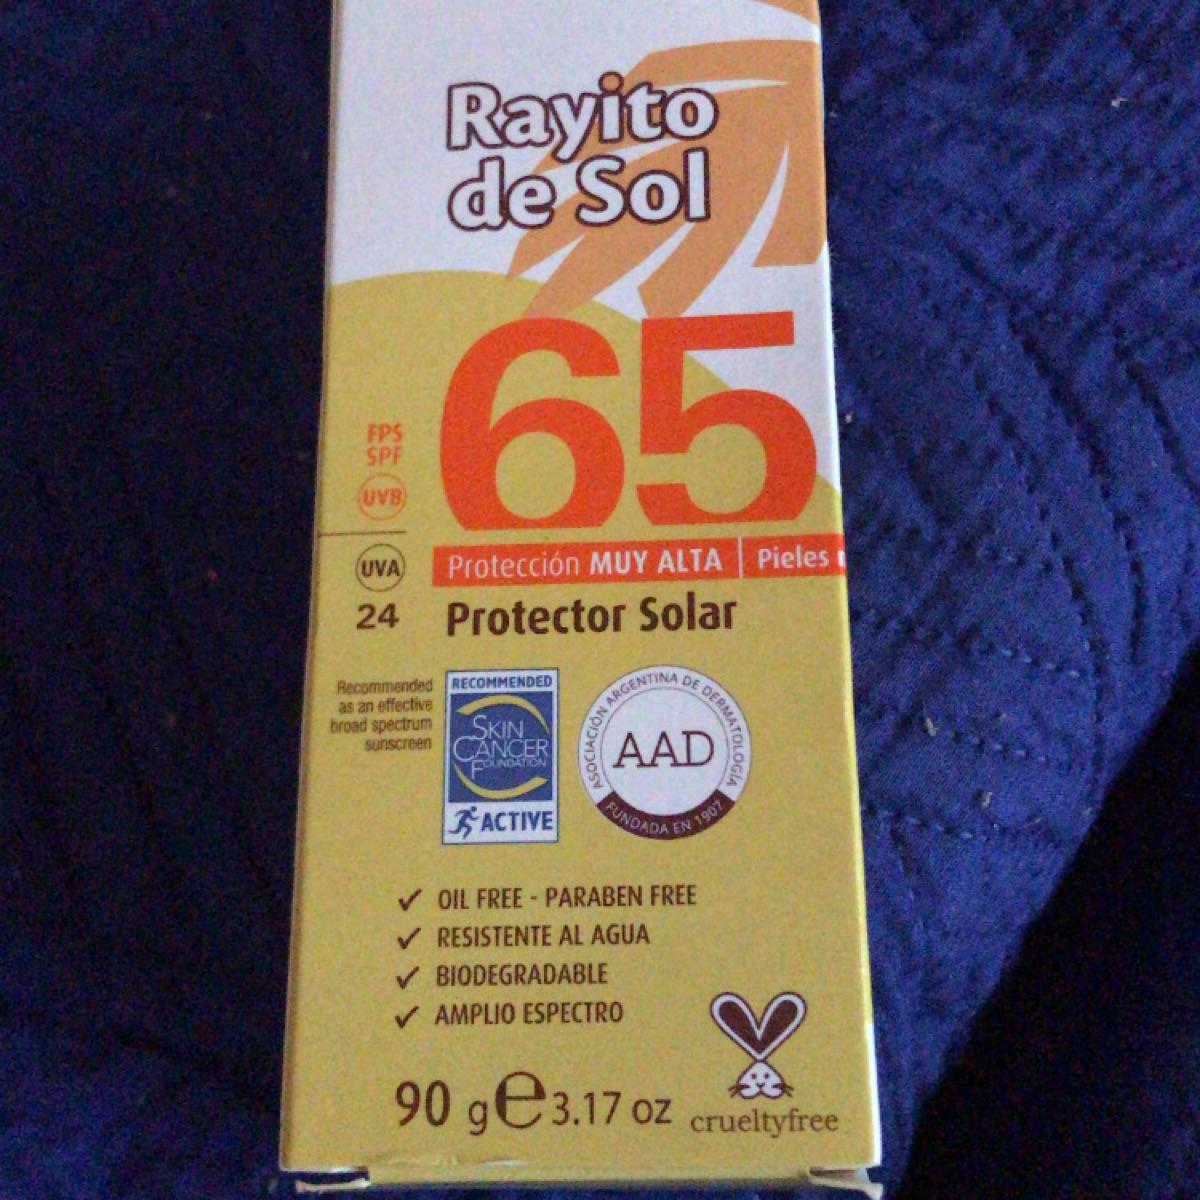 Rayito
de Sol
65
FPS
SPF
UVB
UVA
24
Protección MUY ALTA | Pieles
Protector Solar
Recommended
as an effective
broad spectrum
sunscreen
RECOMMENDED
SKIN
CANCER
FOUNDATION
ACTIVE
ASOCIACIÓN ARGENTINA DE DERMATOLOGÍA
AAD
FUNDADA EN 1907
OIL FREE - PARABEN FREE
RESISTENTE AL AGUA
BIODEGRADABLE
AMPLIO ESPECTRO
90 g e 3.17 oz
crueltyfree